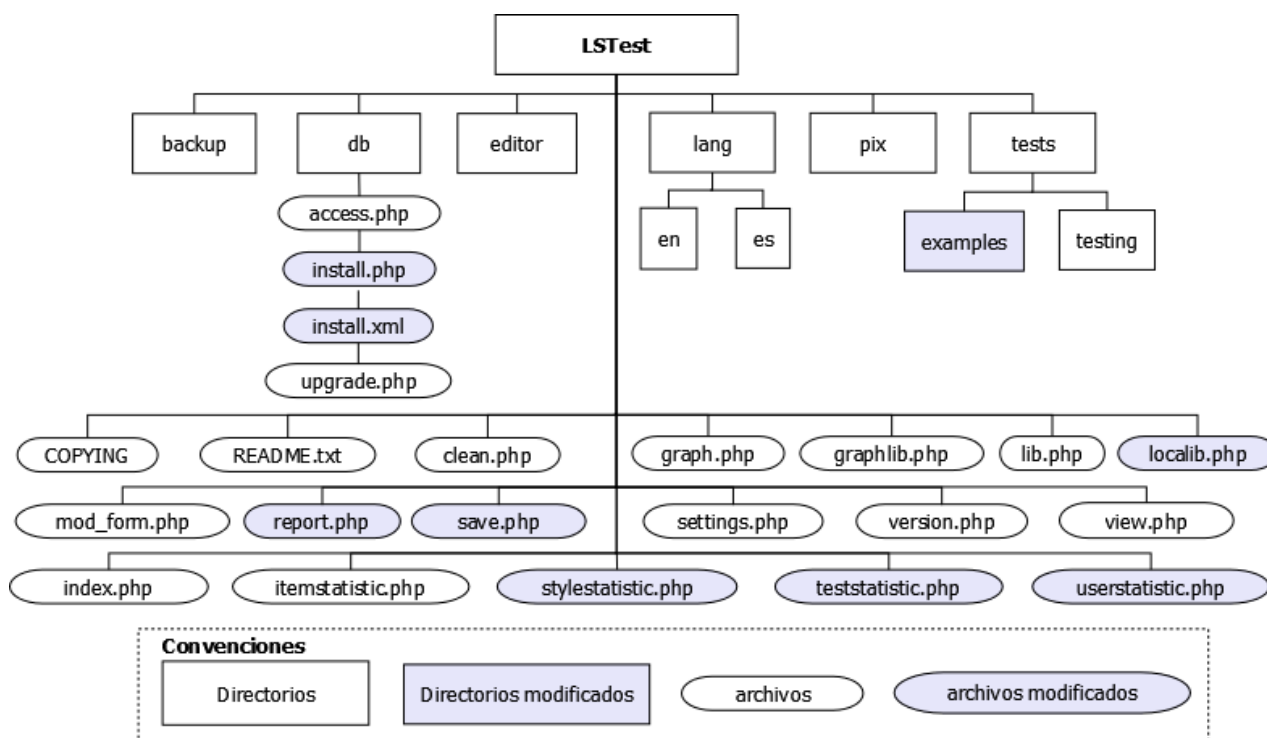 LSTest
backup
db
editor
lang
pix
tests
access.php
en
es
examples
testing
install.php
install.xml
upgrade.php
COPYING
README.txt
clean.php
graph.php
graphlib.php
lib.php
localib.php
mod_form.php
report.php
save.php
settings.php
version.php
view.php
index.php
itemstatistic.php
stylestatistic.php
teststatistic.php
userstatistic.php
Convenciones
Directorios
Directorios modificados
archivos
archivos modificados